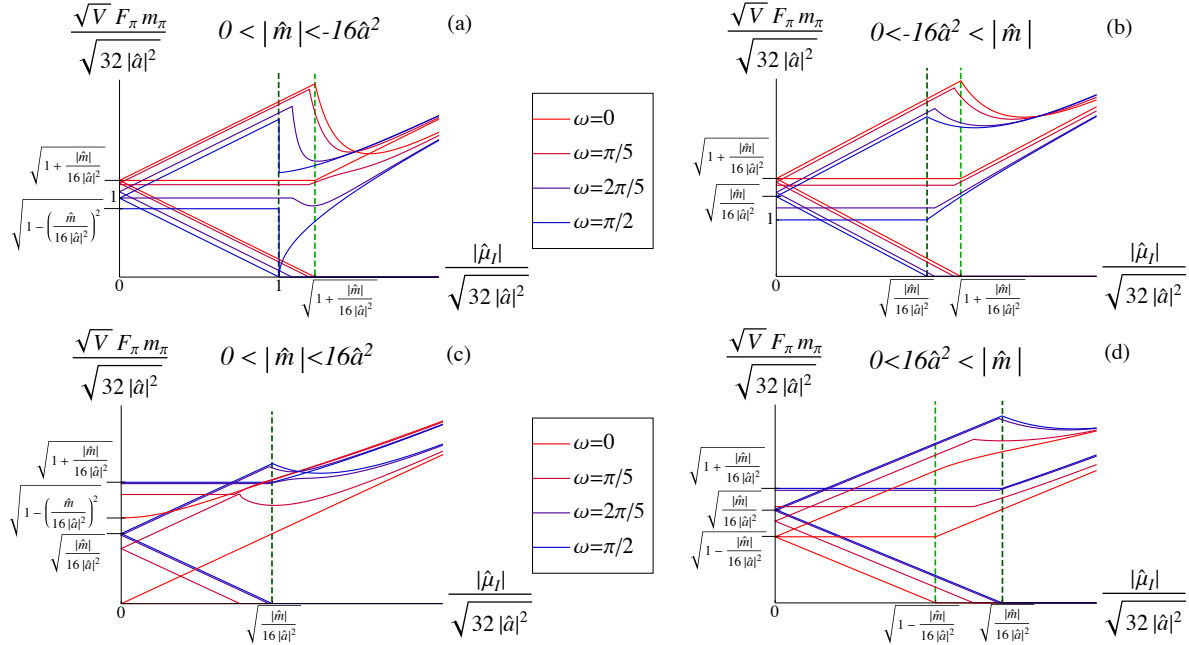 √V F_π m_π / √(32|â|²)
0 < | m̂ | < -16â²
(a)
√(1 + |m̂|/(16|â|²))
1
√(1 − (m̂/(16|â|²))²)
0
1
√(1 + |m̂|/(16|â|²))
|μ̂_I| / √(32|â|²)
ω=0
ω=π/5
ω=2π/5
ω=π/2
√V F_π m_π / √(32|â|²)
0<-16â² < | m̂ |
(b)
√(1 + |m̂|/(16|â|²))
√(|m̂|/(16|â|²))
1
0
√(|m̂|/(16|â|²))
√(1 + |m̂|/(16|â|²))
|μ̂_I| / √(32|â|²)
√V F_π m_π / √(32|â|²)
0 < | m̂ | < 16â²
(c)
√(1 + |m̂|/(16|â|²))
√(1 − (m̂/(16|â|²))²)
√(|m̂|/(16|â|²))
0
√(|m̂|/(16|â|²))
|μ̂_I| / √(32|â|²)
ω=0
ω=π/5
ω=2π/5
ω=π/2
√V F_π m_π / √(32|â|²)
0<16â² < | m̂ |
(d)
√(1 + |m̂|/(16|â|²))
√(|m̂|/(16|â|²))
√(1 − |m̂|/(16|â|²))
0
√(1 − |m̂|/(16|â|²))
√(|m̂|/(16|â|²))
|μ̂_I| / √(32|â|²)